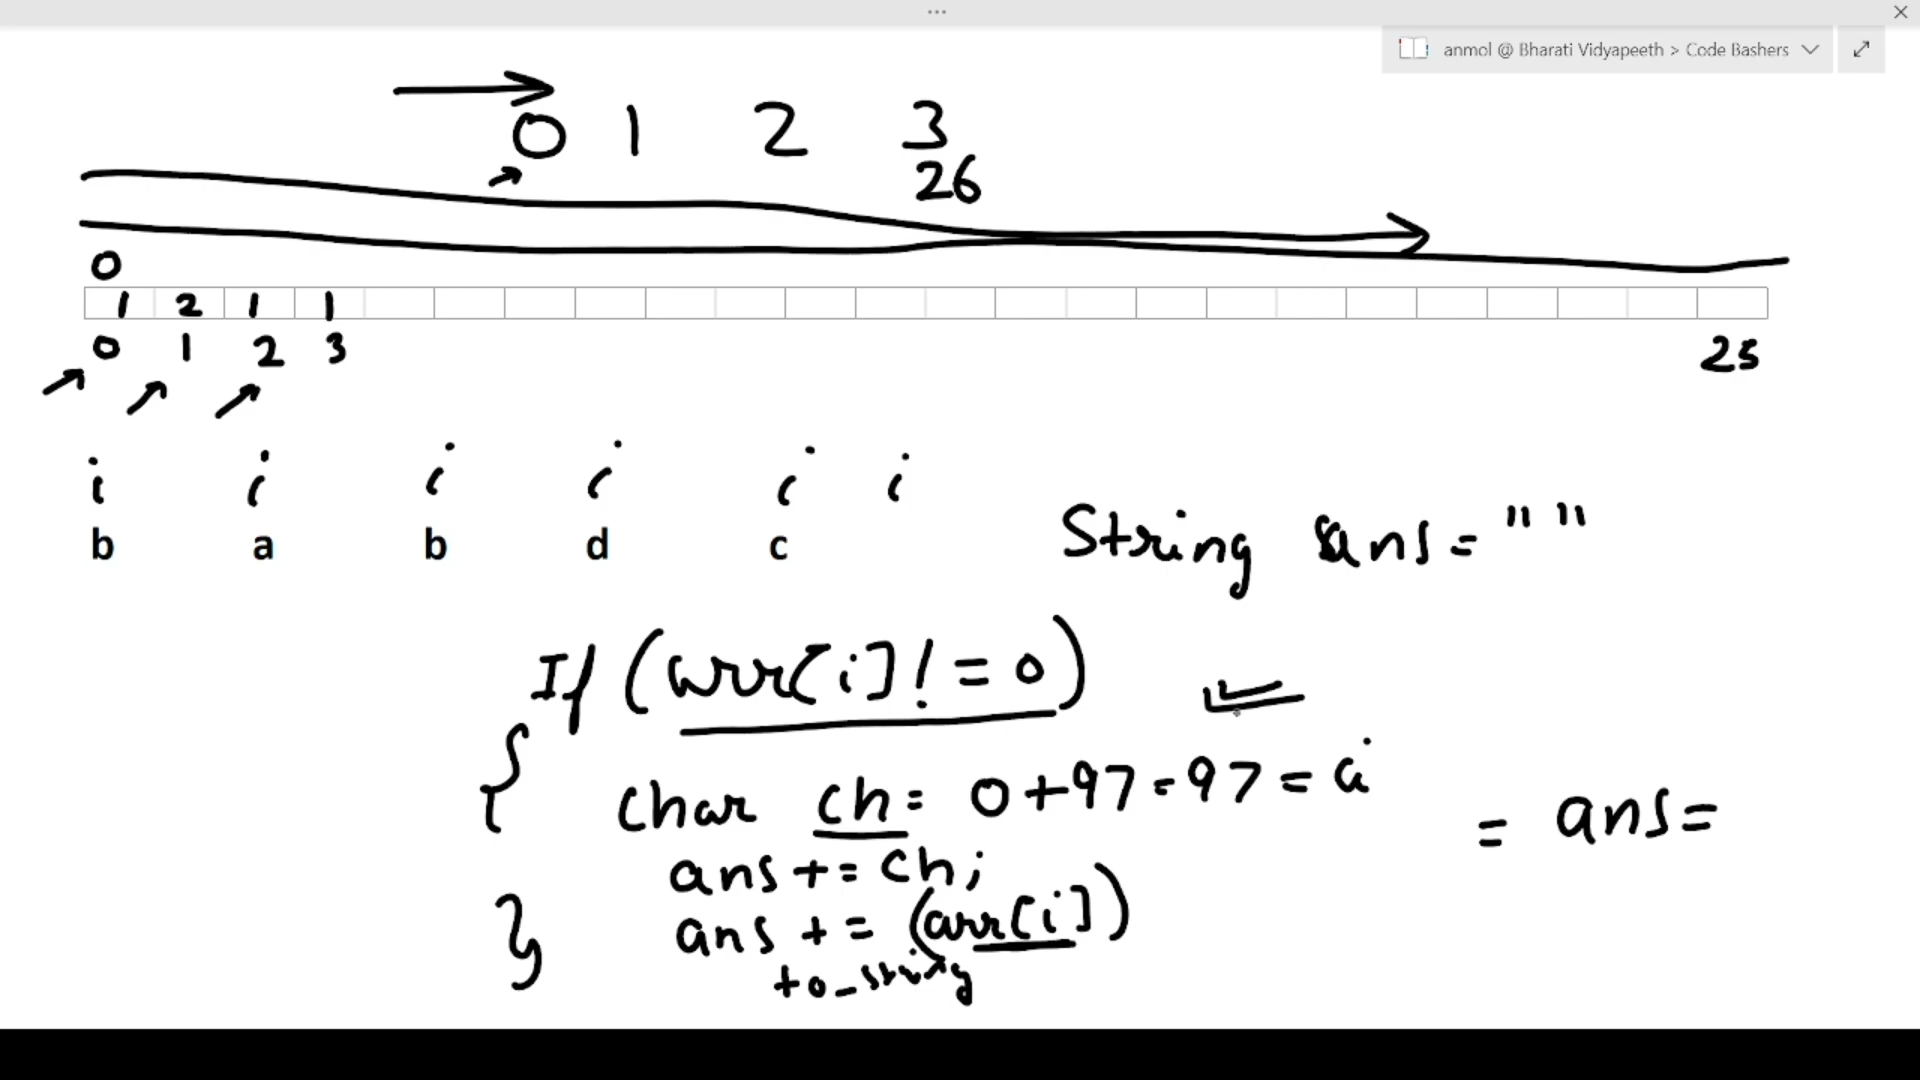 anmol @ Bharati Vidyapeeth > Code Bashers
0 1 2 3
26
0
1 2 1 1
0 1 2 3 25
i i i i i i
b a b d c
String ans = " "
If (arr[i] != 0)
{
char ch = 0+97=97=a
= ans=
ans += ch;
ans += (arr[i])
}
to_string